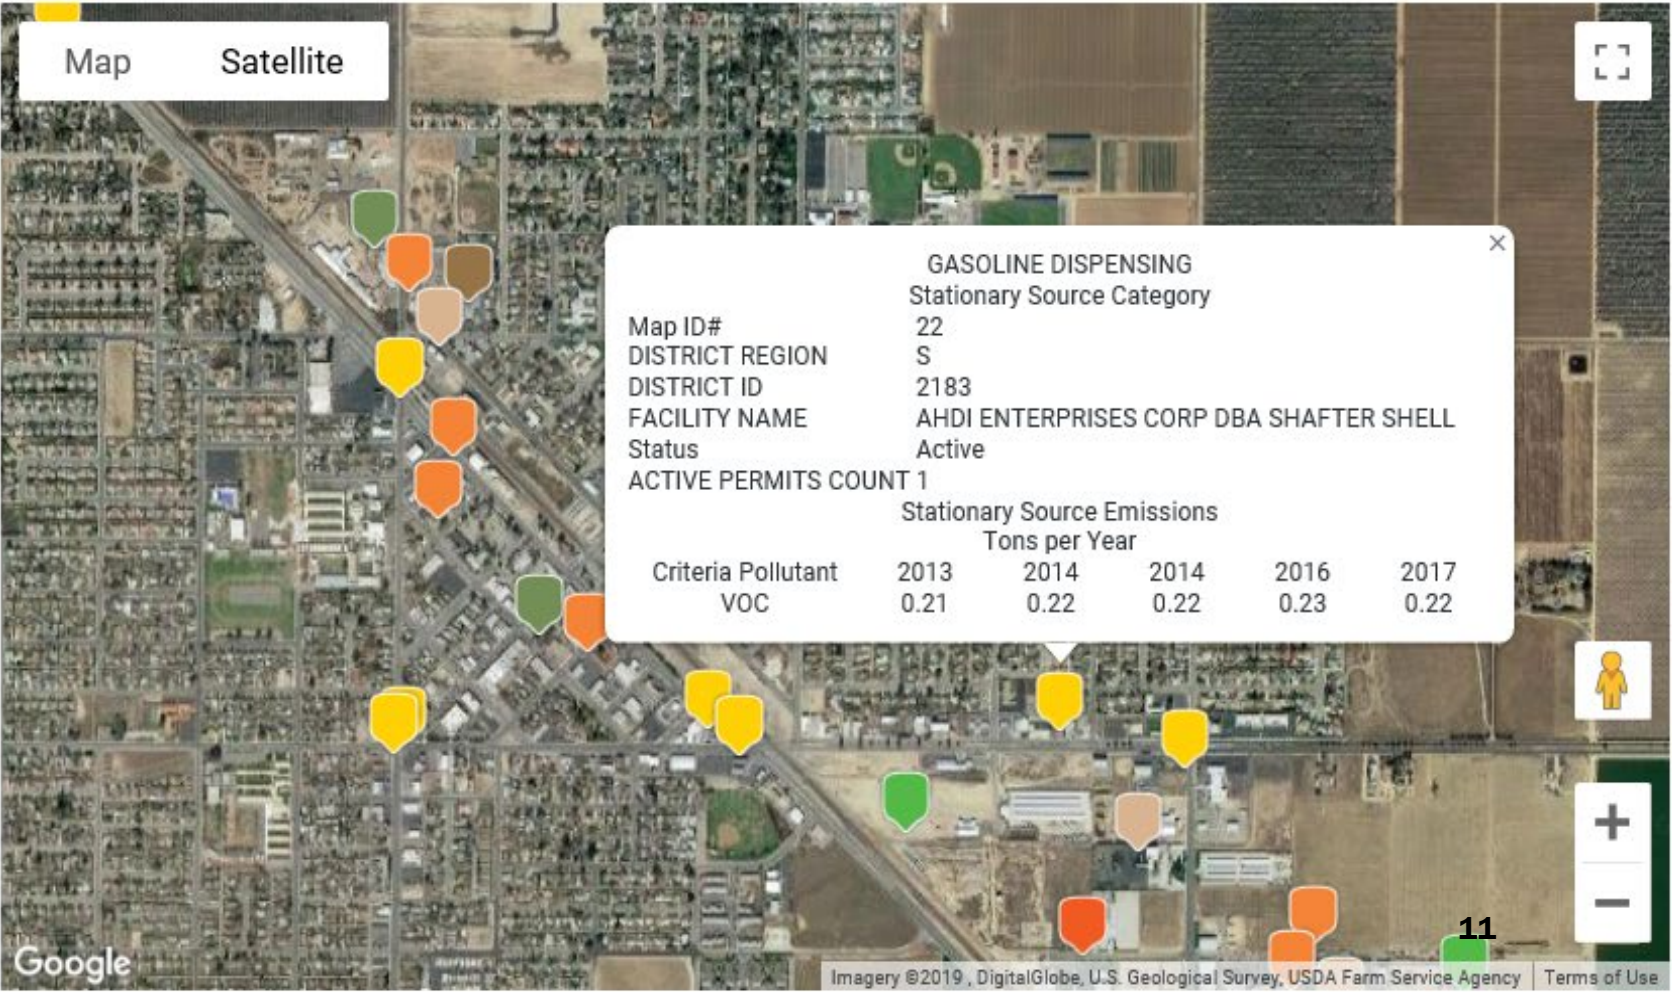 Map Satellite
×
GASOLINE DISPENSING
Stationary Source Category
Map ID# 22
DISTRICT REGION S
DISTRICT ID 2183
FACILITY NAME AHDI ENTERPRISES CORP DBA SHAFTER SHELL
Status Active
ACTIVE PERMITS COUNT 1
Stationary Source Emissions
Tons per Year
Criteria Pollutant 2013 2014 2014 2016 2017
VOC 0.21 0.22 0.22 0.23 0.22
+
−
11
Google
Imagery ©2019 , DigitalGlobe, U.S. Geological Survey, USDA Farm Service Agency Terms of Use